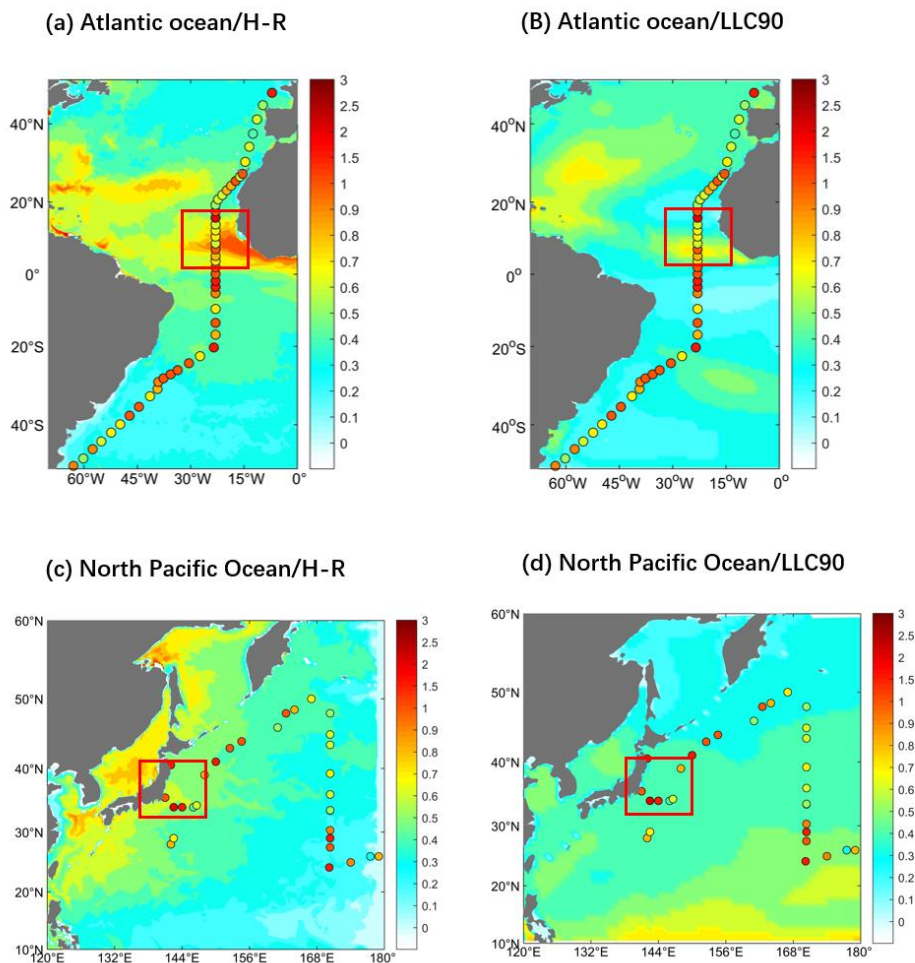 (a) Atlantic ocean/H-R
(B) Atlantic ocean/LLC90
40°N
20°N
0°
20°S
40°S
60°W
30°W
15°W
0°
3
2.5
2
1.5
1
0.9
0.8
0.7
0.6
0.5
0.4
0.3
0.2
0.1
0
40°N
20°N
0°
20°S
40°S
60°W
30°W
15°W
0°
3
2.5
2
1.5
1
0.9
0.8
0.7
0.6
0.5
0.4
0.3
0.2
0.1
0
(c) North Pacific Ocean/H-R
(d) North Pacific Ocean/LLC90
60°N
50°N
40°N
30°N
20°N
10°N
120°E
132°E
144°E
156°E
168°E
180°E
3
2.5
2
1.5
1
0.9
0.8
0.7
0.6
0.5
0.4
0.3
0.2
0.1
0
60°N
50°N
40°N
30°N
20°N
10°N
120°E
132°E
144°E
156°E
168°E
180°E
3
2.5
2
1.5
1
0.9
0.8
0.7
0.6
0.5
0.4
0.3
0.2
0.1
0